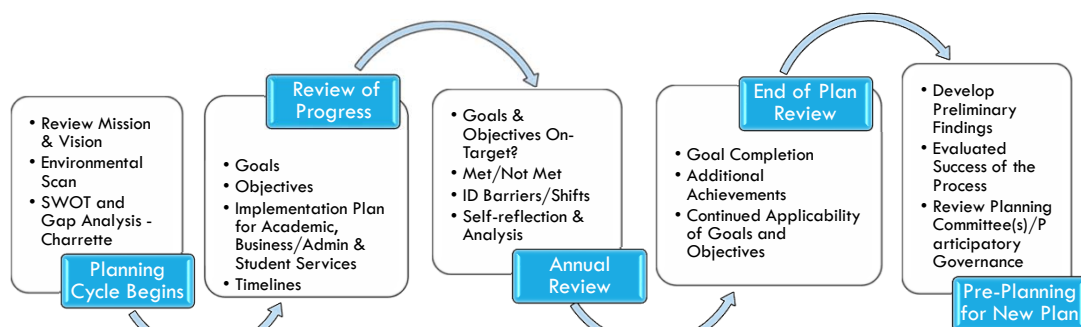 • Review Mission
& Vision
• Environmental
Scan
• SWOT and
Gap Analysis -
Charrette
Planning
Cycle Begins
Review of
Progress
• Goals
• Objectives
• Implementation Plan
for Academic,
Business/Admin &
Student Services
• Timelines
• Goals &
Objectives On-
Target?
• Met/Not Met
• ID Barriers/Shifts
• Self-reflection &
Analysis
Annual
Review
End of Plan
Review
• Goal Completion
• Additional
Achievements
• Continued Applicability
of Goals and
Objectives
• Develop
Preliminary
Findings
• Evaluated
Success of the
Process
• Review Planning
Committee(s)/P
articipatory
Governance
Pre-Planning
for New Plan